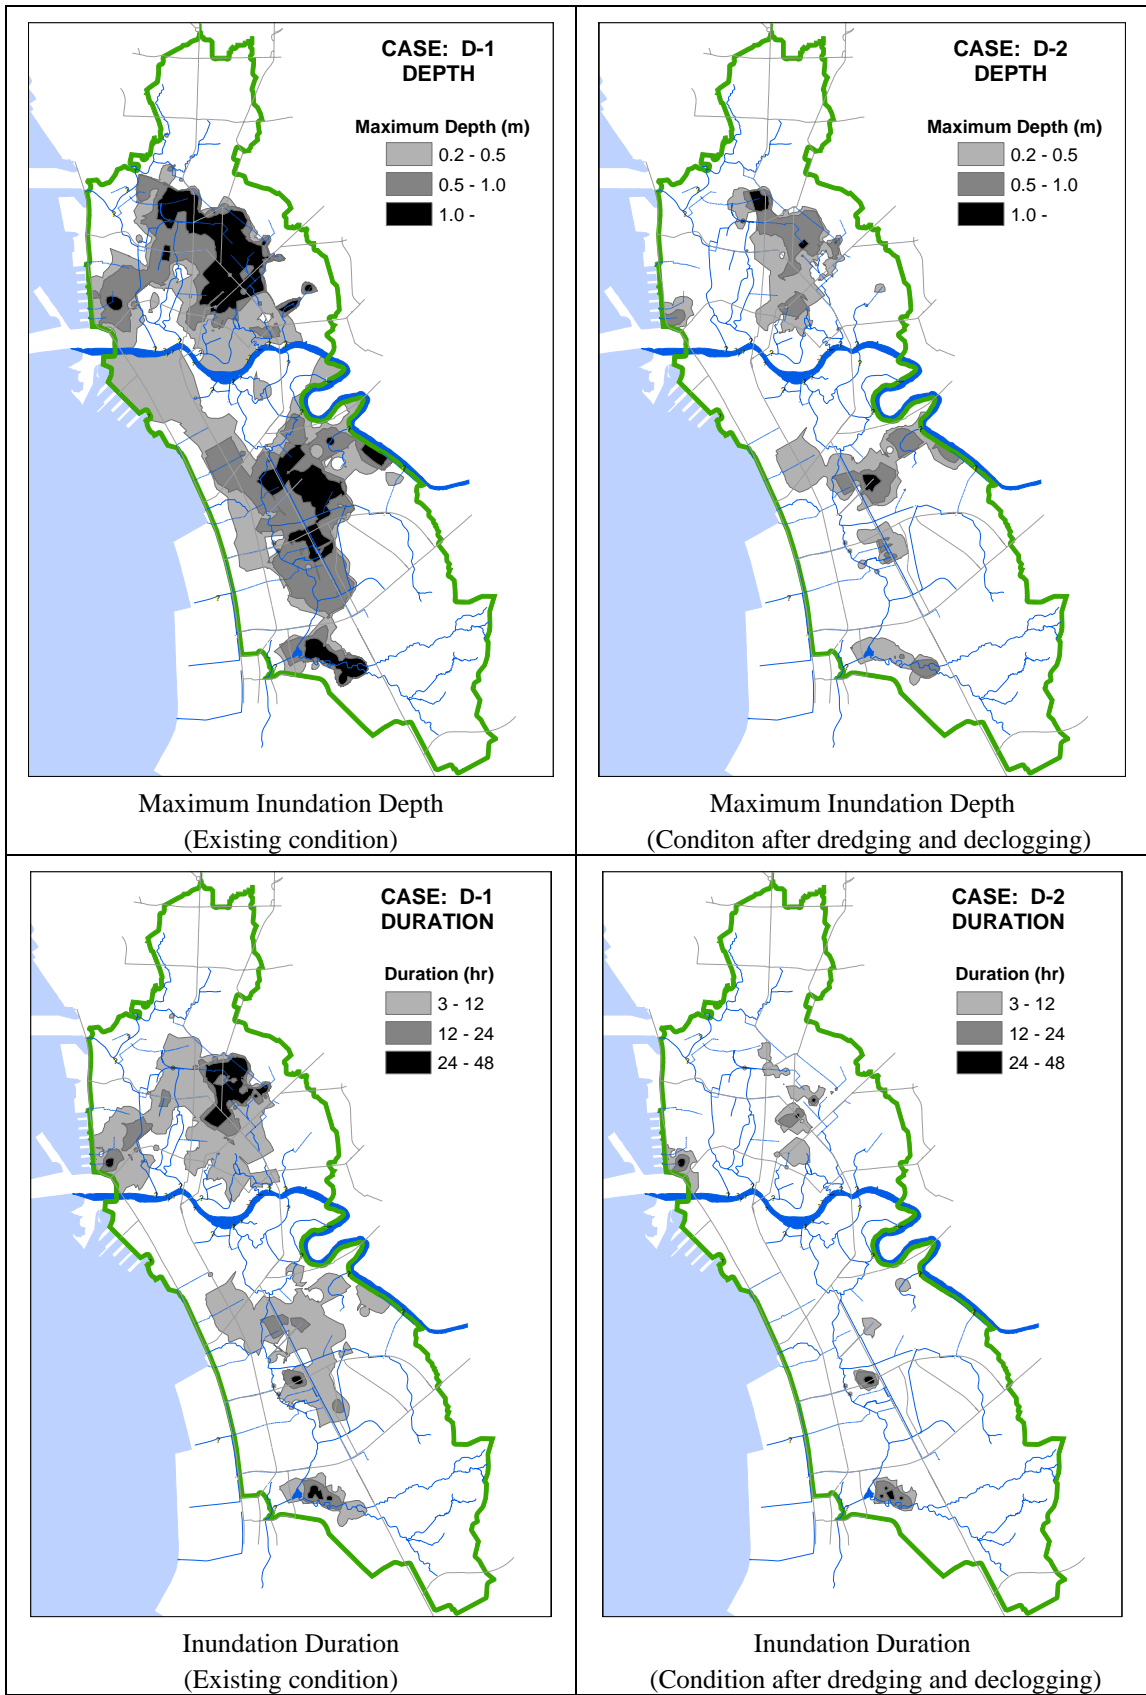 CASE: D-1
DEPTH
Maximum Depth (m)
0.2 - 0.5
0.5 - 1.0
1.0 -
Maximum Inundation Depth
(Existing condition)
CASE: D-2
DEPTH
Maximum Depth (m)
0.2 - 0.5
0.5 - 1.0
1.0 -
Maximum Inundation Depth
(Conditon after dredging and declogging)
CASE: D-1
DURATION
Duration (hr)
3 - 12
12 - 24
24 - 48
Inundation Duration
(Existing condition)
CASE: D-2
DURATION
Duration (hr)
3 - 12
12 - 24
24 - 48
Inundation Duration
(Condition after dredging and declogging)